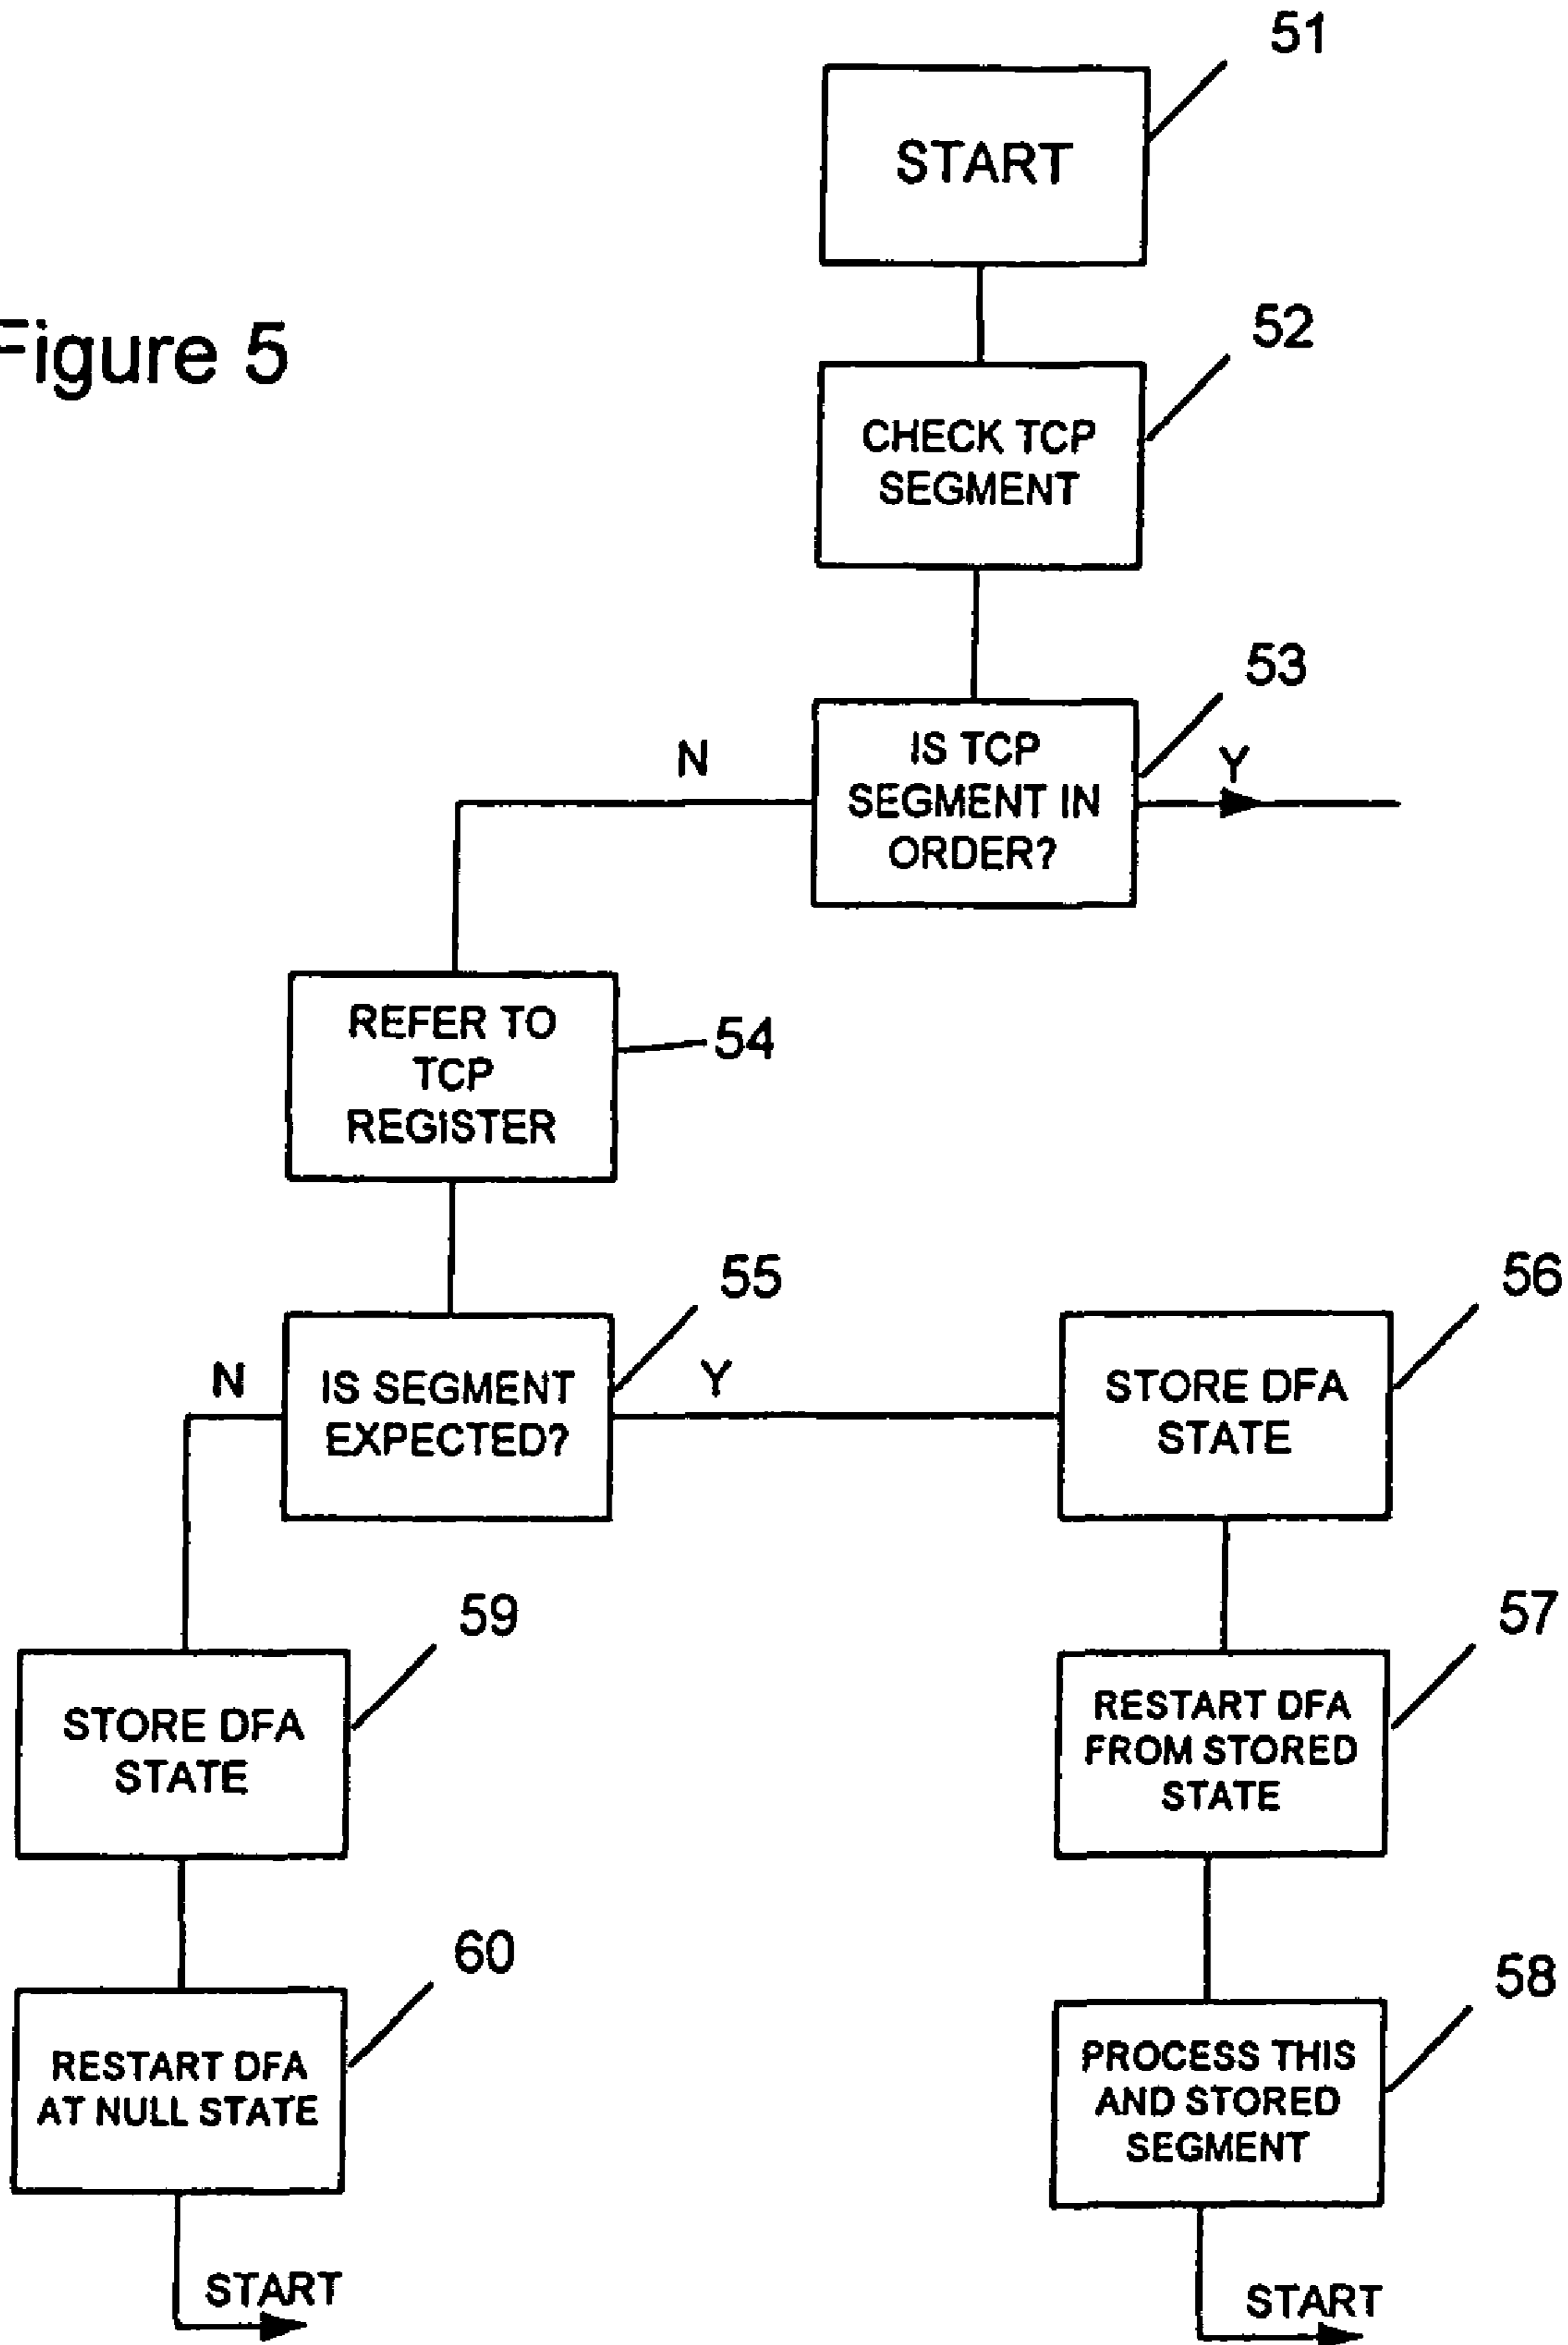 51
START
Figure 5
52
CHECK TCP
SEGMENT
53
N
IS TCP
SEGMENT IN
ORDER?
Y
REFER TO
TCP
REGISTER
54
55
56
N
IS SEGMENT
EXPECTED?
Y
STORE DFA
STATE
59
57
STORE DFA
STATE
RESTART DFA
FROM STORED
STATE
60
58
RESTART DFA
AT NULL STATE
PROCESS THIS
AND STORED
SEGMENT
START
START